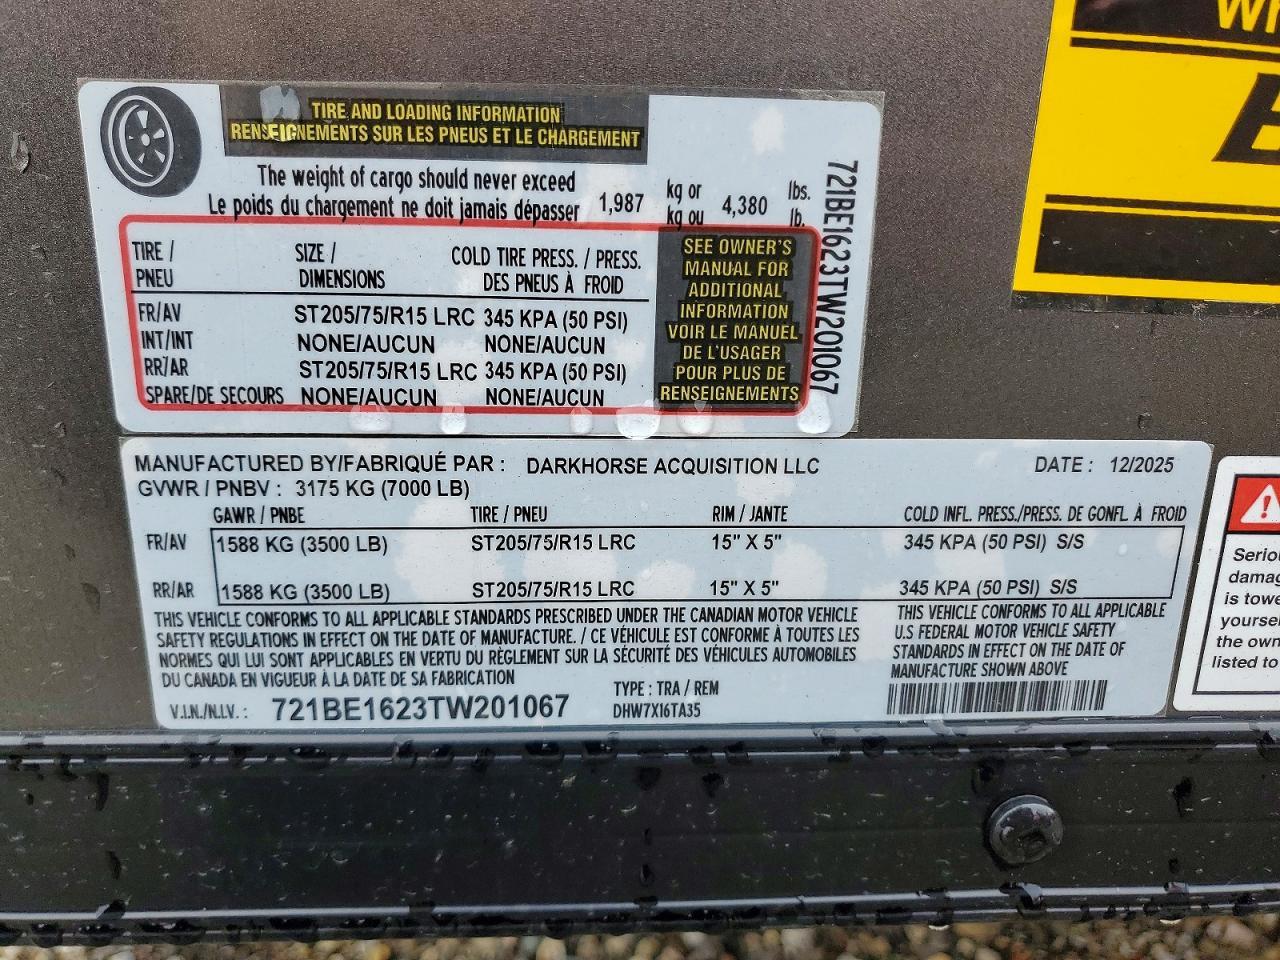 TIRE AND LOADING INFORMATION
RENSEIGNEMENTS SUR LES PNEUS ET LE CHARGEMENT
The weight of cargo should never exceed
Le poids du chargement ne doit jamais dépasser
1,987
kg or
kg ou
4,380
lbs.
lb.
721BE1623TW201067
TIRE / SIZE / COLD TIRE PRESS. / PRESS.
PNEU DIMENSIONS DES PNEUS À FROID
FR/AV ST205/75/R15 LRC 345 KPA (50 PSI)
INT/INT NONE/AUCUN NONE/AUCUN
RR/AR ST205/75/R15 LRC 345 KPA (50 PSI)
SPARE/DE SECOURS NONE/AUCUN NONE/AUCUN
SEE OWNER'S
MANUAL FOR
ADDITIONAL
INFORMATION
VOIR LE MANUEL
DE L'USAGER
POUR PLUS DE
RENSEIGNEMENTS
MANUFACTURED BY/FABRIQUÉ PAR : DARKHORSE ACQUISITION LLC DATE : 12/2025
GVWR / PNBV : 3175 KG (7000 LB)
GAWR / PNBE TIRE / PNEU RIM / JANTE COLD INFL. PRESS./PRESS. DE GONFL. À FROID
FR/AV 1588 KG (3500 LB) ST205/75/R15 LRC 15" X 5" 345 KPA (50 PSI) S/S
RR/AR 1588 KG (3500 LB) ST205/75/R15 LRC 15" X 5" 345 KPA (50 PSI) S/S
THIS VEHICLE CONFORMS TO ALL APPLICABLE STANDARDS PRESCRIBED UNDER THE CANADIAN MOTOR VEHICLE
SAFETY REGULATIONS IN EFFECT ON THE DATE OF MANUFACTURE. / CE VÉHICULE EST CONFORME À TOUTES LES
NORMES QUI LUI SONT APPLICABLES EN VERTU DU RÈGLEMENT SUR LA SÉCURITÉ DES VÉHICULES AUTOMOBILES
DU CANADA EN VIGUEUR À LA DATE DE SA FABRICATION
THIS VEHICLE CONFORMS TO ALL APPLICABLE
U.S FEDERAL MOTOR VEHICLE SAFETY
STANDARDS IN EFFECT ON THE DATE OF
MANUFACTURE SHOWN ABOVE
V.I.N./N.I.V. : 721BE1623TW201067
TYPE : TRA / REM
DHW7X16TA35
is towe
yourse
the own
listed to